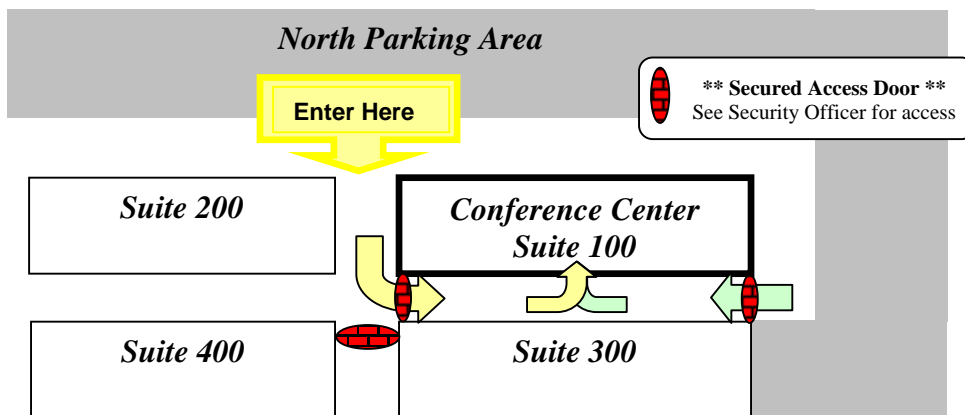 North Parking Area
** Secured Access Door **
See Security Officer for access
Enter Here
Suite 200
Conference Center
Suite 100
Suite 400
Suite 300